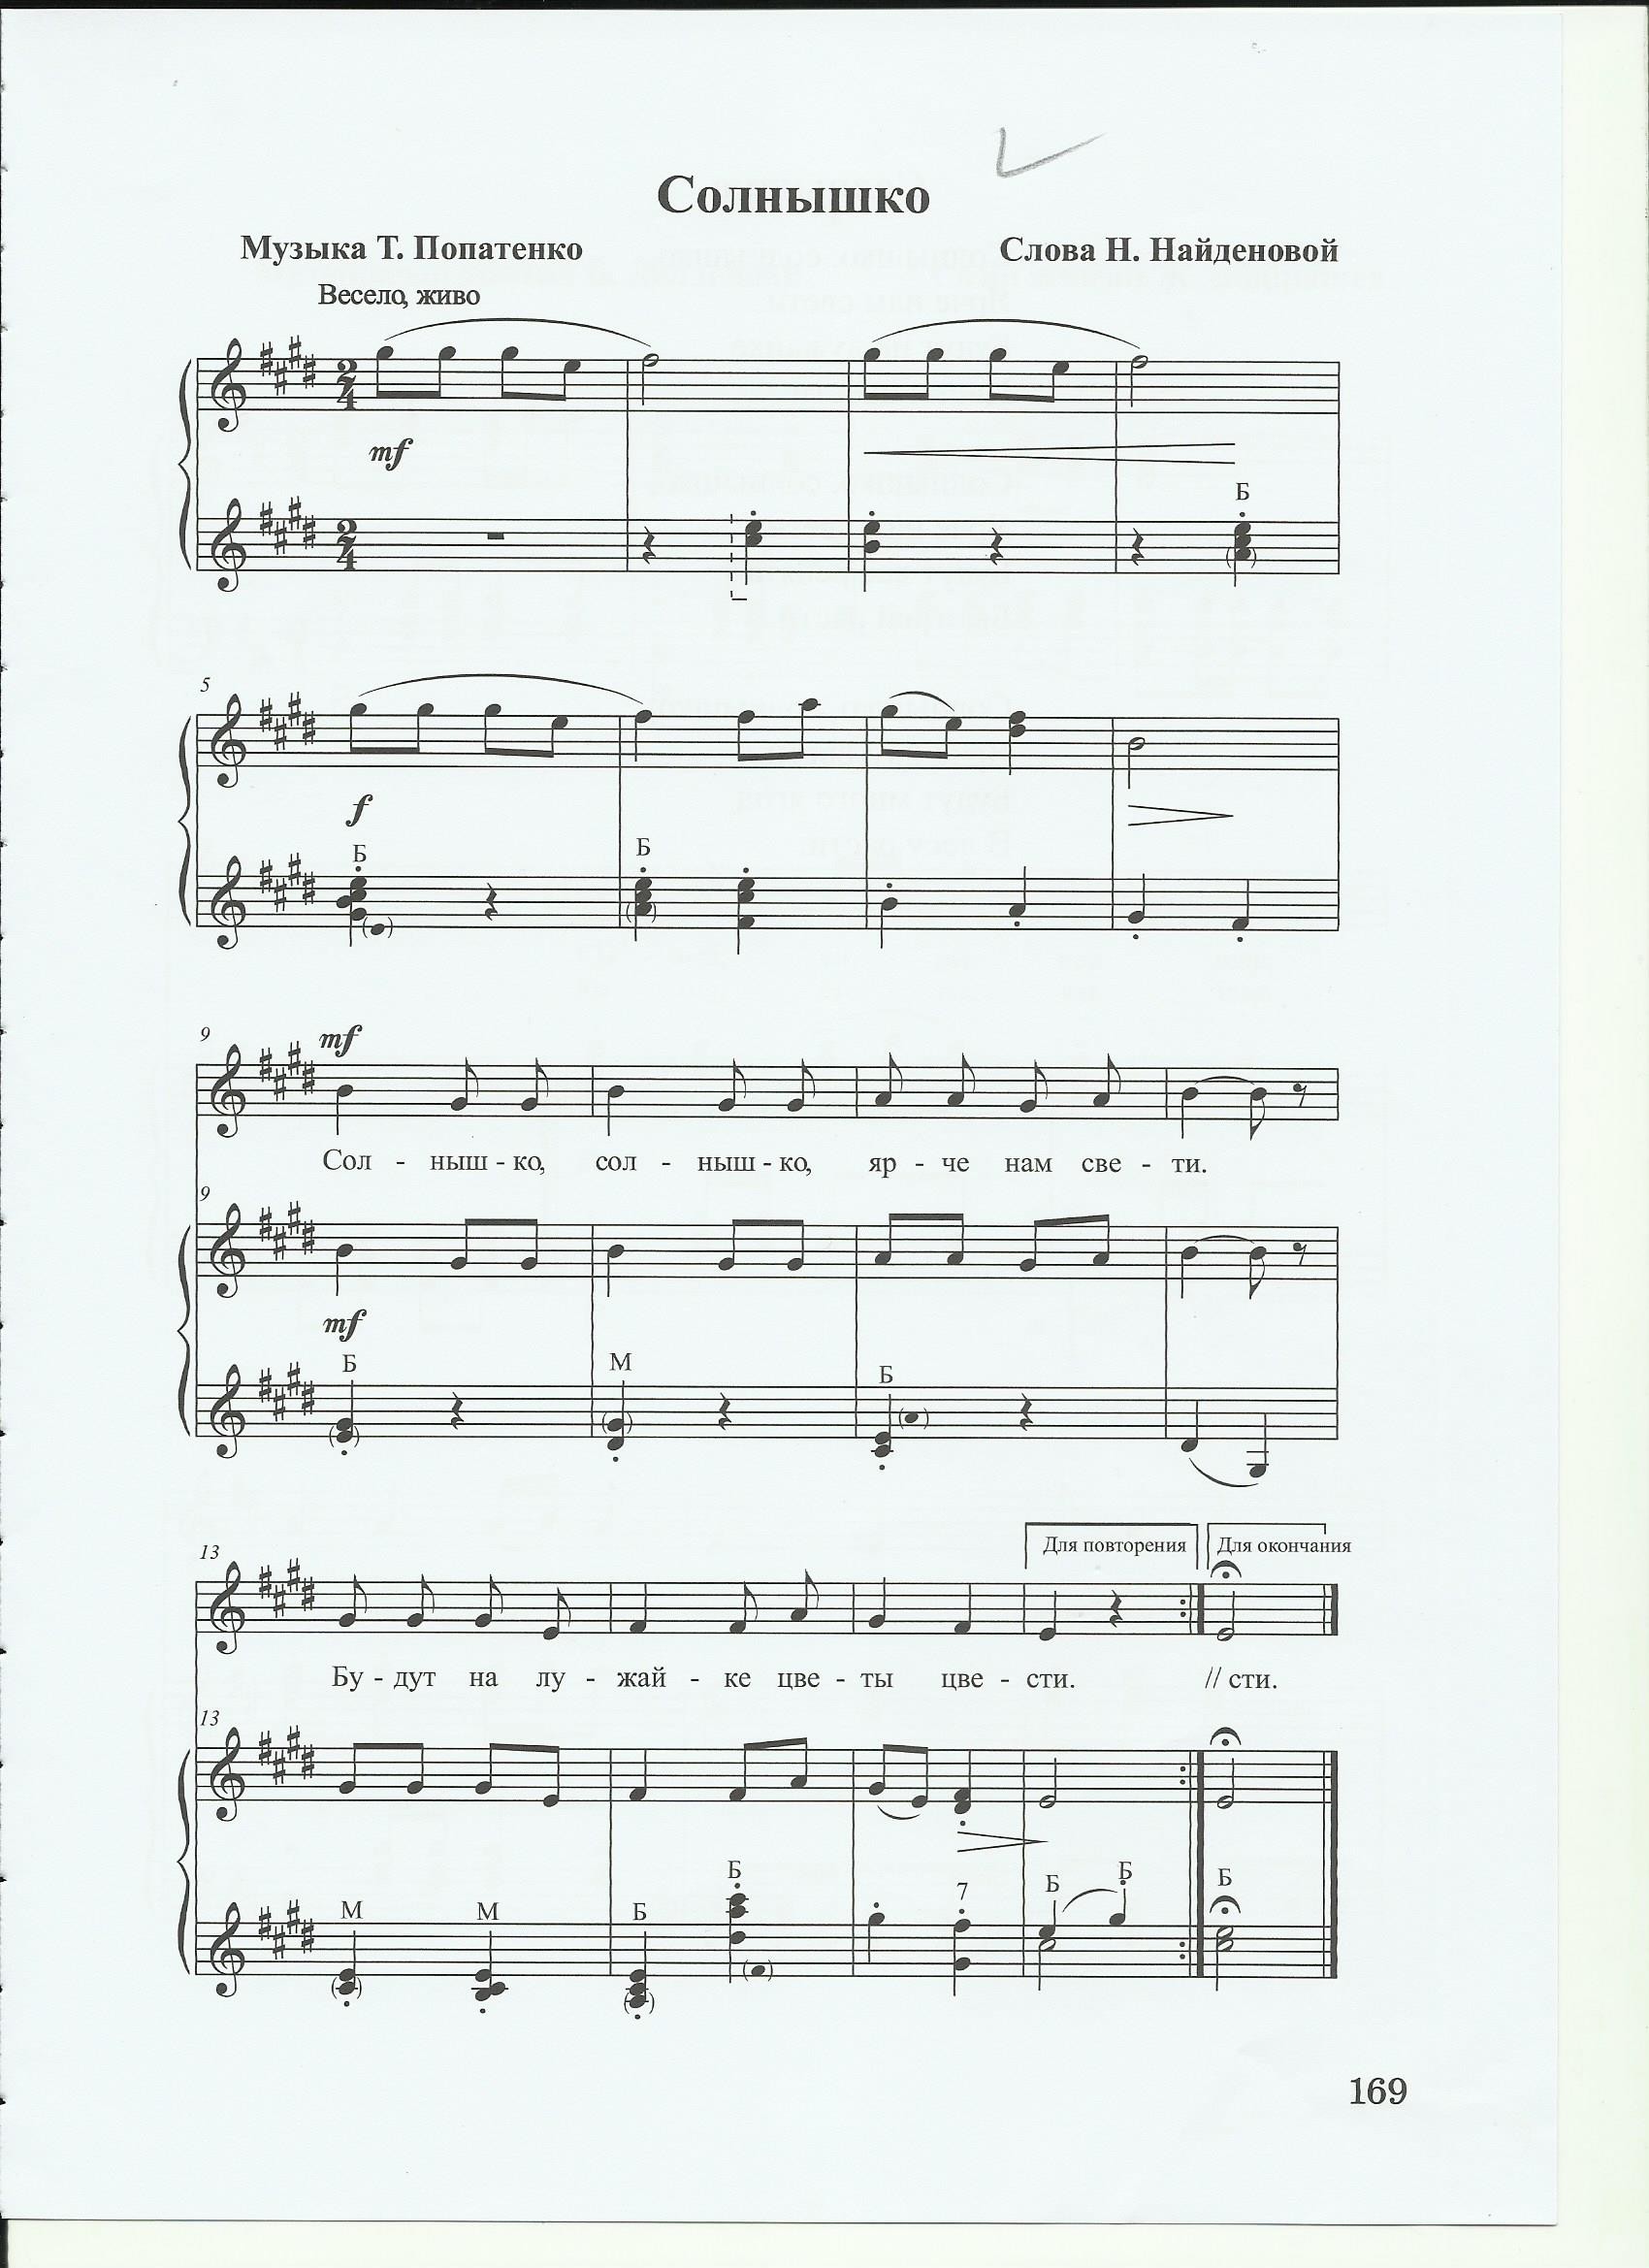 Солнышко
Музыка Т. Попатенко
Слова Н. Найденовой
Весело, живо
mf
Б
5
f
Б Б
9
mf
Сол - ныш - ко, сол - ныш - ко, яр - че нам све - ти.
9
mf
Б М Б
13
Для повторения Для окончания
Бу - дут на лу - жай - ке цве - ты цве - сти. // сти.
13
М М Б Б 7 Б Б Б
169